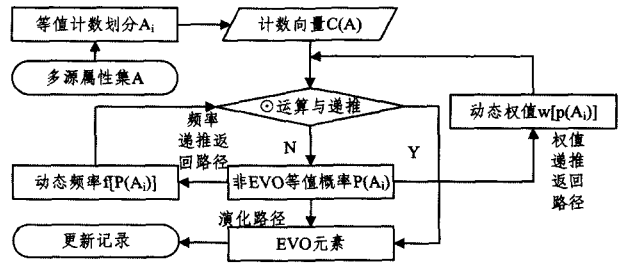 等值计数划分Ai
计数向量C(A)
多源属性集A
⊙运算与递推
动态权值w[p(Ai)]
频率
递推返
回路径
N
Y
权值
递推
返回
路径
动态频率f[P(Ai)]
非EVO等值概率P(Ai)
演化路径
更新记录
EVO元素